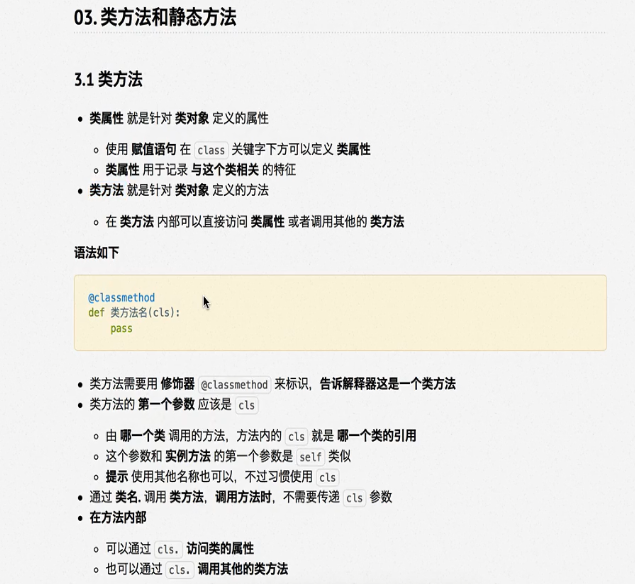 03. 类方法和静态方法
3.1 类方法
• 类属性 就是针对 类对象 定义的属性
◦ 使用 赋值语句 在 class 关键字下方可以定义 类属性
◦ 类属性 用于记录 与这个类相关 的特征
• 类方法 就是针对 类对象 定义的方法
◦ 在 类方法 内部可以直接访问 类属性 或者调用其他的 类方法
语法如下
@classmethod
def 类方法名(cls):
    pass
• 类方法需要用 修饰器 @classmethod 来标识，告诉解释器这是一个类方法
• 类方法的 第一个参数 应该是 cls
◦ 由 哪一个类 调用的方法，方法内的 cls 就是 哪一个类的引用
◦ 这个参数和 实例方法 的第一个参数是 self 类似
◦ 提示 使用其他名称也可以，不过习惯使用 cls
• 通过 类名. 调用 类方法，调用方法时，不需要传递 cls 参数
• 在方法内部
◦ 可以通过 cls. 访问类的属性
◦ 也可以通过 cls. 调用其他的类方法